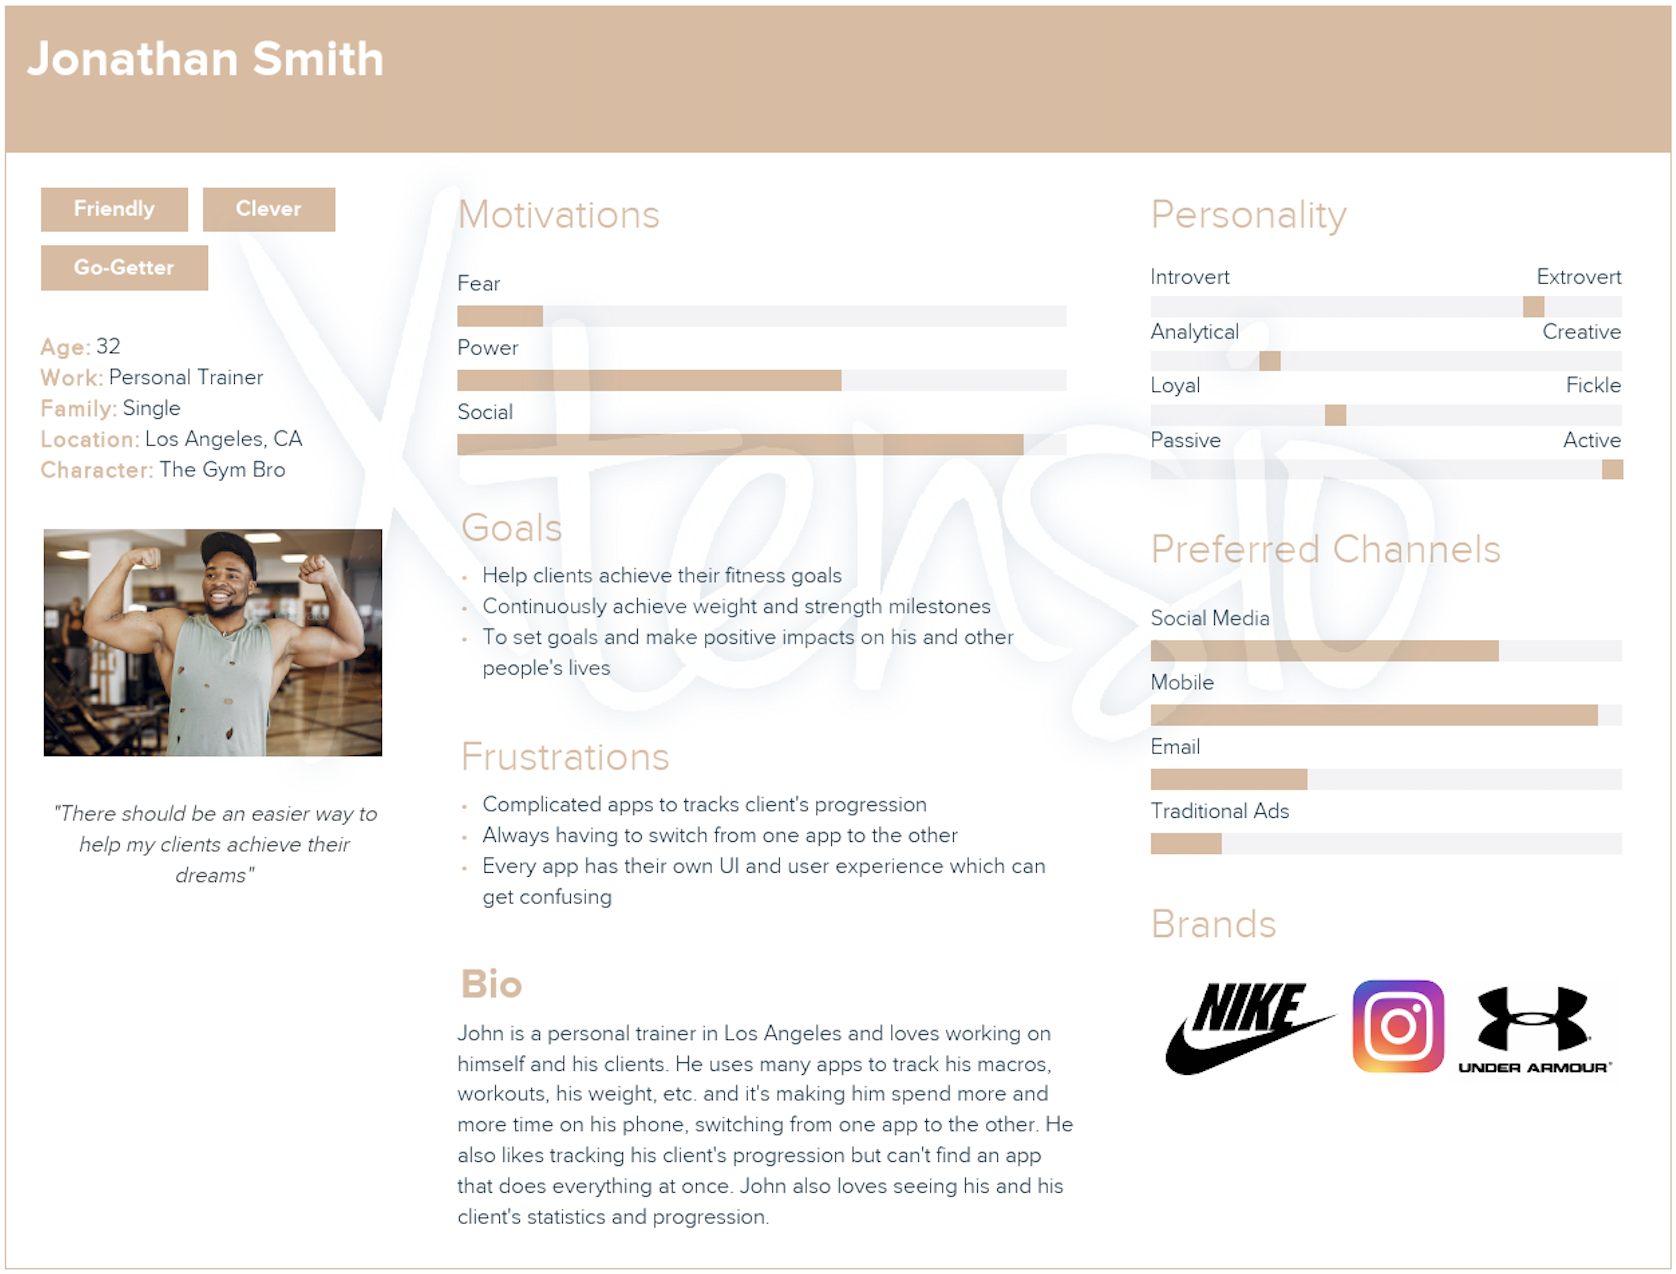 Jonathan Smith
Friendly
Clever
Go-Getter
Age: 32
Work: Personal Trainer
Family: Single
Location: Los Angeles, CA
Character: The Gym Bro
"There should be an easier way to
help my clients achieve their
dreams"
Motivations
Fear
Power
Social
Goals
Help clients achieve their fitness goals
Continuously achieve weight and strength milestones
To set goals and make positive impacts on his and other
people's lives
Frustrations
Complicated apps to tracks client's progression
Always having to switch from one app to the other
Every app has their own UI and user experience which can
get confusing
Bio
John is a personal trainer in Los Angeles and loves working on
himself and his clients. He uses many apps to track his macros,
workouts, his weight, etc. and it's making him spend more and
more time on his phone, switching from one app to the other. He
also likes tracking his client's progression but can't find an app
that does everything at once. John also loves seeing his and his
client's statistics and progression.
Personality
Introvert Extrovert
Analytical Creative
Loyal Fickle
Passive Active
Preferred Channels
Social Media
Mobile
Email
Traditional Ads
Brands
NIKE
UNDER ARMOUR
Xtensio